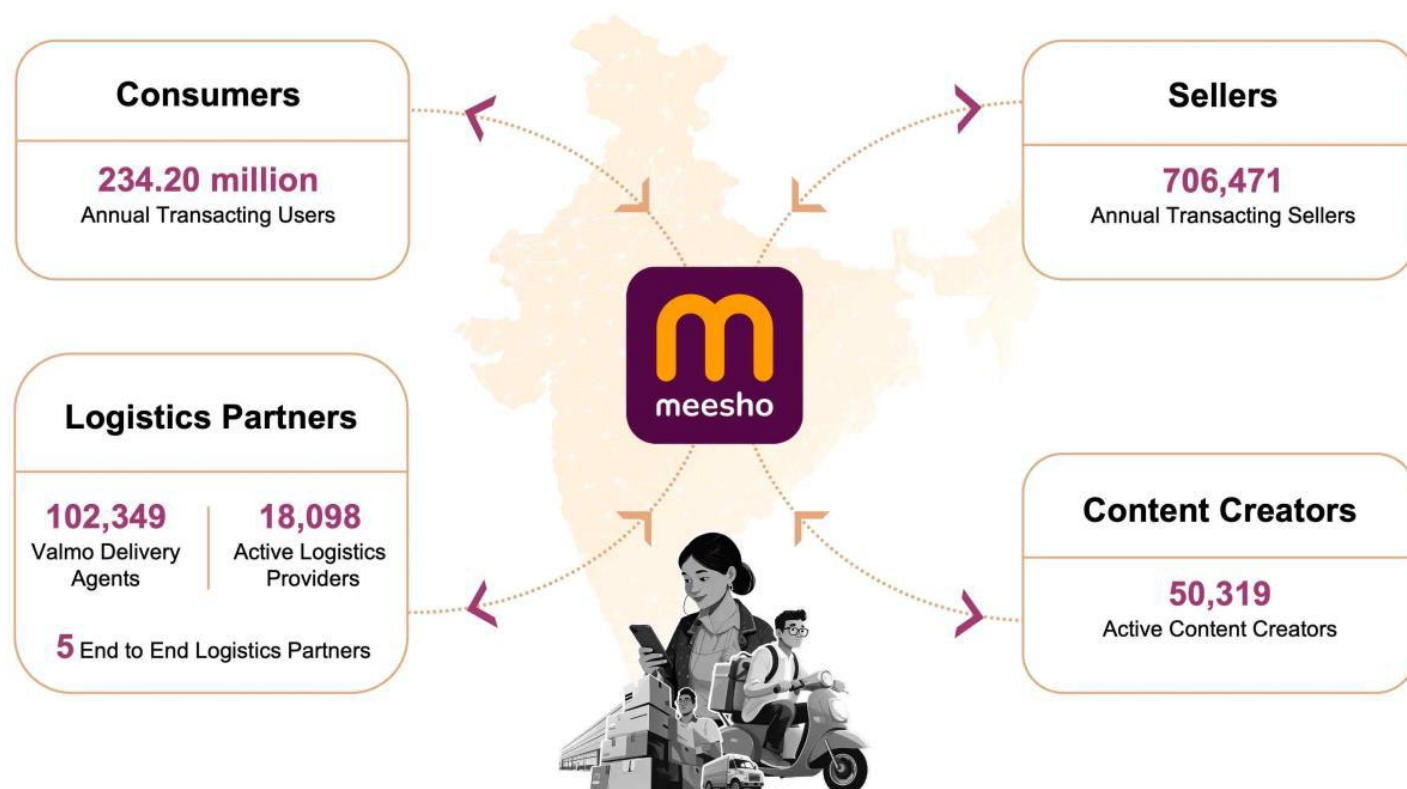 Consumers
234.20 million
Annual Transacting Users
Sellers
706,471
Annual Transacting Sellers
m
meesho
Logistics Partners
102,349
Valmo Delivery
Agents
18,098
Active Logistics
Providers
5 End to End Logistics Partners
Content Creators
50,319
Active Content Creators